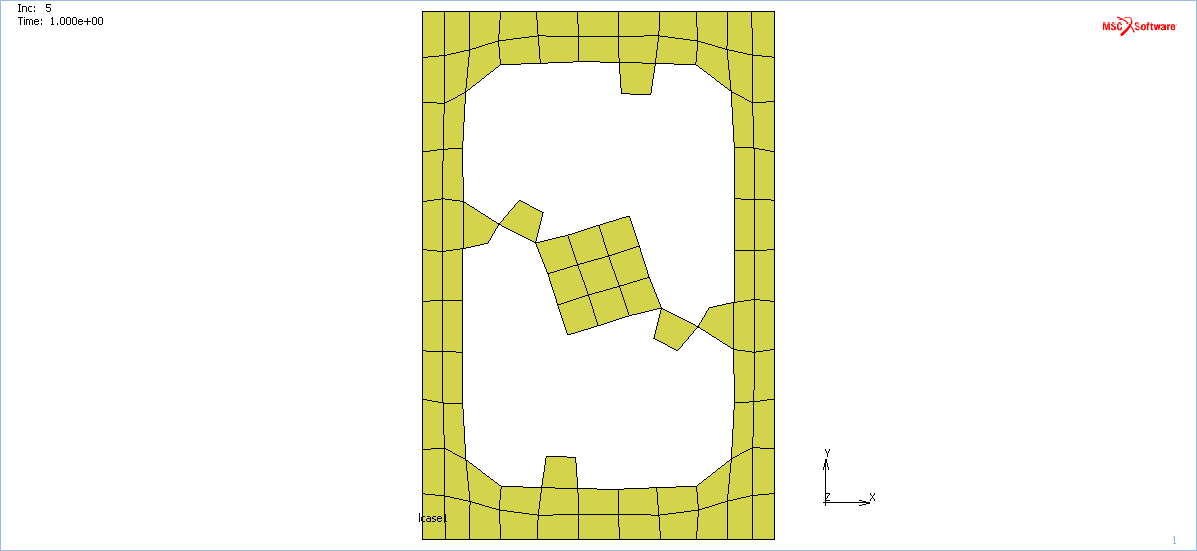 Inc: 5
Time: 1.000e+00
MSC Software
Y
Z
X
lcase1
1